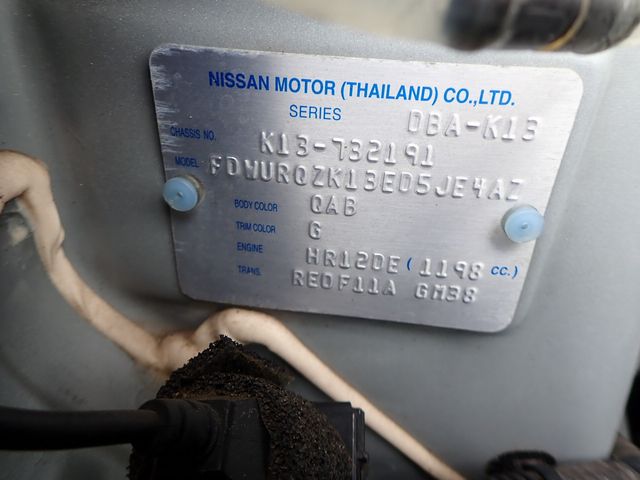 NISSAN MOTOR (THAILAND) CO.,LTD.
SERIES DBA-K13
CHASSIS NO. K13-732191
MODEL FDWURQZK13ED5JE4AZ
BODY COLOR QAB
TRIM COLOR G
ENGINE HR12DE (1198 CC.)
TRANS. RE0F11A GM38